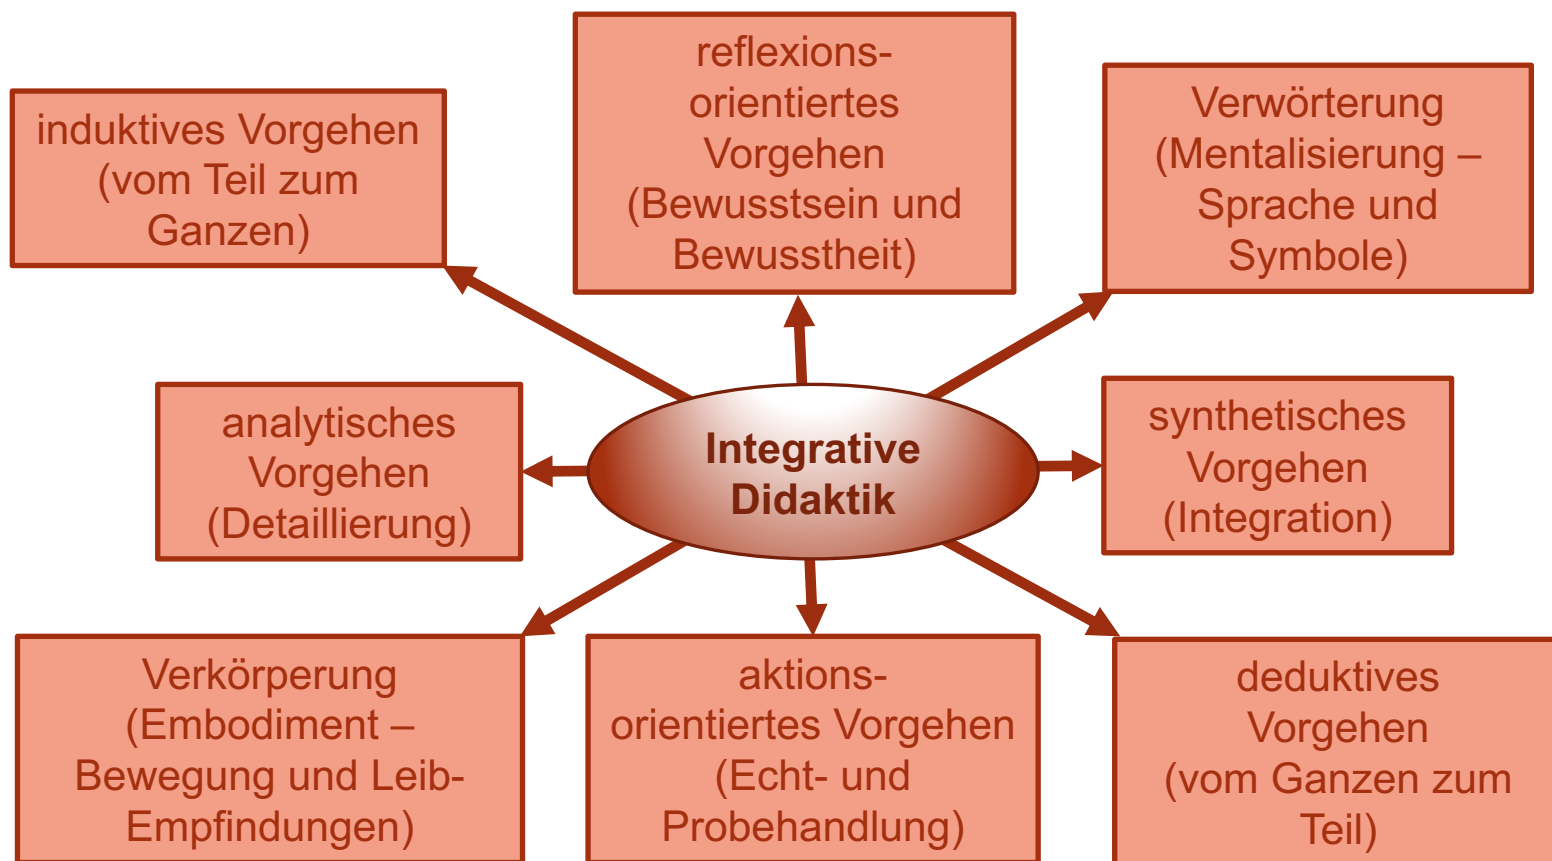 reflexions-
orientiertes
Vorgehen
(Bewusstsein und
Bewusstheit)
induktives Vorgehen
(vom Teil zum
Ganzen)
Verwörterung
(Mentalisierung –
Sprache und
Symbole)
analytisches
Vorgehen
(Detaillierung)
Integrative
Didaktik
synthetisches
Vorgehen
(Integration)
Verkörperung
(Embodiment –
Bewegung und Leib-
Empfindungen)
aktions-
orientiertes Vorgehen
(Echt- und
Probehandlung)
deduktives
Vorgehen
(vom Ganzen zum
Teil)